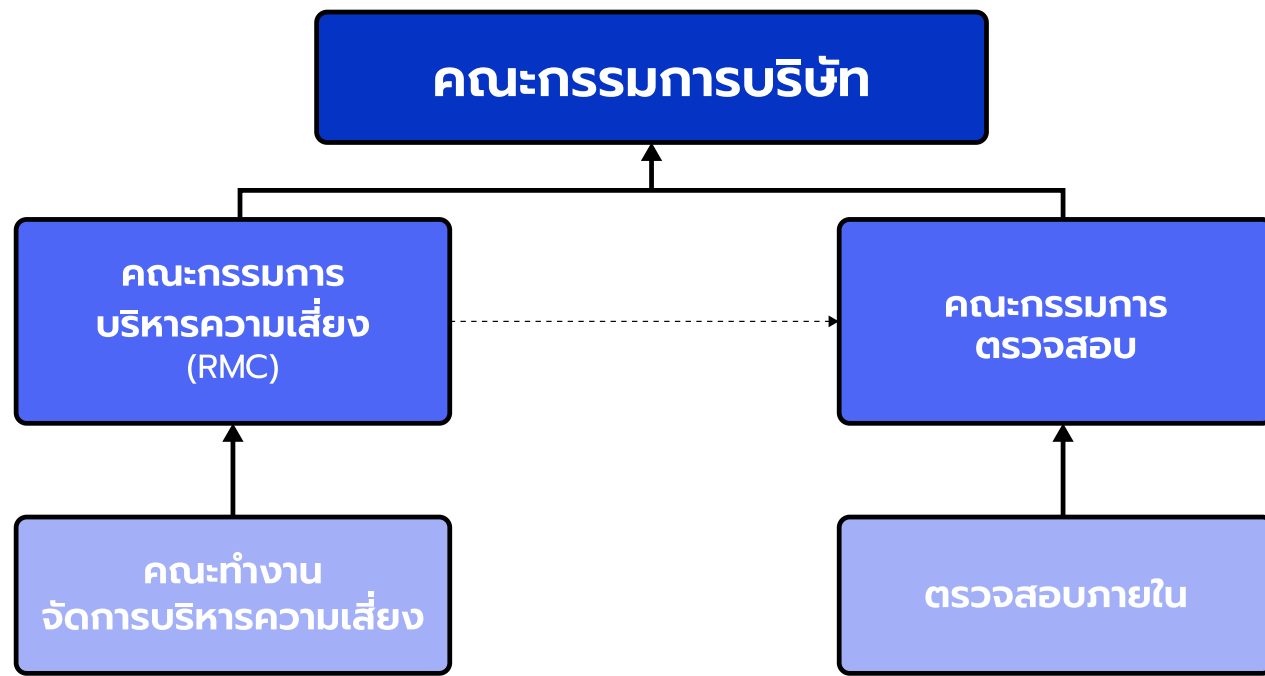 คณะกรรมการบริษัท
คณะกรรมการ
บริหารความเสี่ยง
(RMC)
คณะกรรมการ
ตรวจสอบ
คณะทำงาน
จัดการบริหารความเสี่ยง
ตรวจสอบภายใน